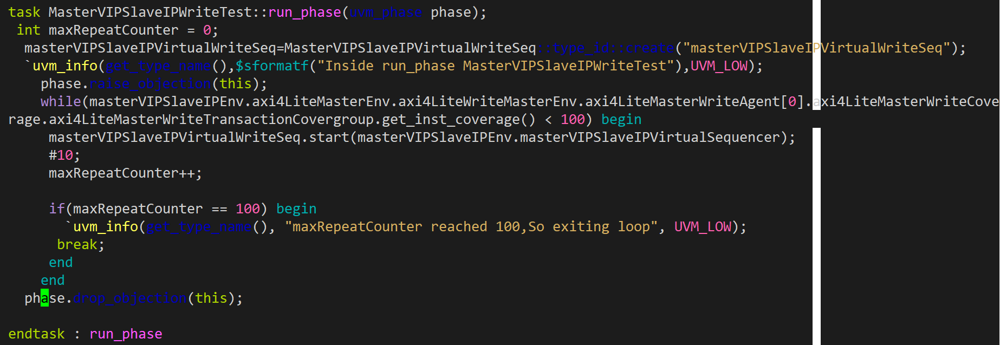 task MasterVIPSlaveIPWriteTest::run_phase(uvm_phase phase);
 int maxRepeatCounter = 0;
  masterVIPSlaveIPVirtualWriteSeq=MasterVIPSlaveIPVirtualWriteSeq::type_id::create("masterVIPSlaveIPVirtualWriteSeq");
  `uvm_info(get_type_name(),$sformatf("Inside run_phase MasterVIPSlaveIPWriteTest"),UVM_LOW);
    phase.raise_objection(this);
    while(masterVIPSlaveIPEnv.axi4LiteMasterEnv.axi4LiteWriteMasterEnv.axi4LiteMasterWriteAgent[0].axi4LiteMasterWriteCove
rage.axi4LiteMasterWriteTransactionCovergroup.get_inst_coverage() < 100) begin
     masterVIPSlaveIPVirtualWriteSeq.start(masterVIPSlaveIPEnv.masterVIPSlaveIPVirtualSequencer);
     #10;
     maxRepeatCounter++;

     if(maxRepeatCounter == 100) begin
       `uvm_info(get_type_name(), "maxRepeatCounter reached 100,So exiting loop", UVM_LOW);
      break;
     end
    end
  phase.drop_objection(this);

endtask : run_phase